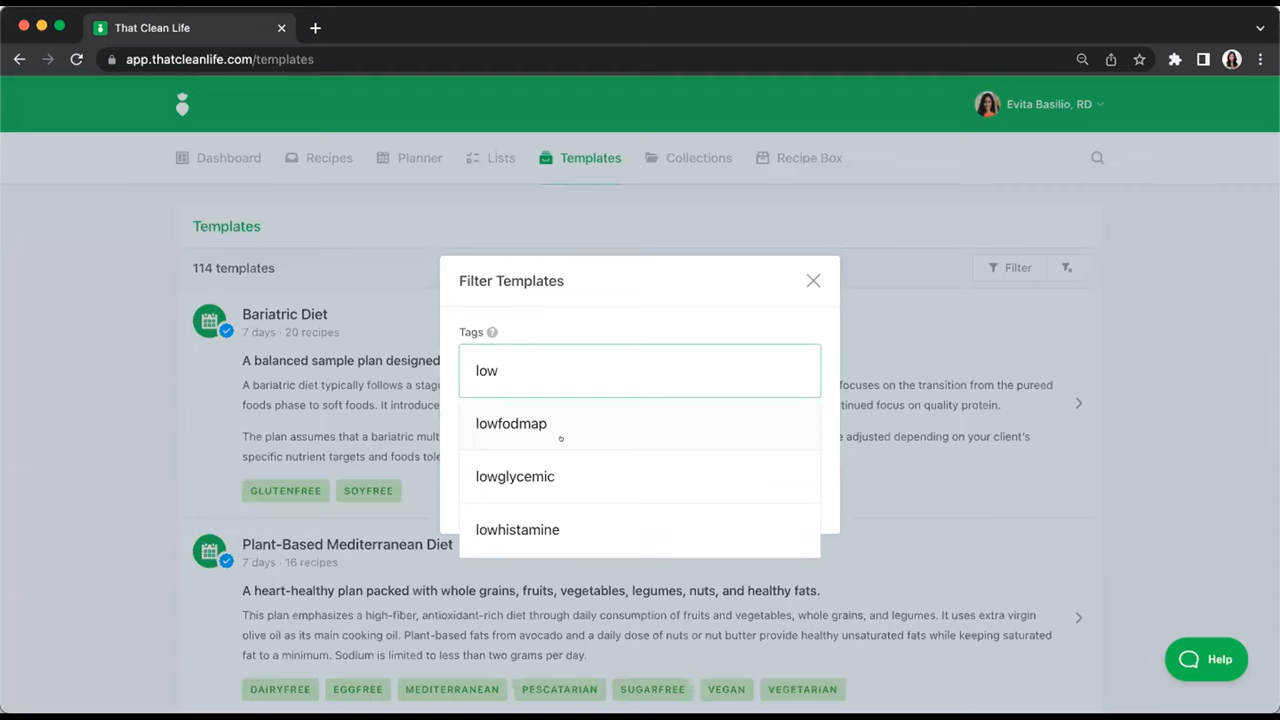 That Clean Life
app.thatcleanlife.com/templates
Evita Basilio, RD
Dashboard Recipes Planner Lists Templates Collections Recipe Box
Templates
114 templates
Filter
Bariatric Diet
7 days · 20 recipes
A balanced sample plan designed
A bariatric diet typically follows a stag
focuses on the transition from the pureed
foods phase to soft foods. It introduce
tinued focus on quality protein.
The plan assumes that a bariatric mult
e adjusted depending on your client's
specific nutrient targets and foods tole
GLUTENFREE SOYFREE
Filter Templates
Tags ?
low
lowfodmap
lowglycemic
lowhistamine
Plant-Based Mediterranean Diet
7 days · 16 recipes
A heart-healthy plan packed with whole grains, fruits, vegetables, legumes, nuts, and healthy fats.
This plan emphasizes a high-fiber, antioxidant-rich diet through daily consumption of fruits and vegetables, whole grains, and legumes. It uses extra virgin
olive oil as its main cooking oil. Plant-based fats from avocado and a daily dose of nuts or nut butter provide healthy unsaturated fats while keeping saturated
fat to a minimum. Sodium is limited to less than two grams per day.
DAIRYFREE EGGFREE MEDITERRANEAN PESCATARIAN SUGARFREE VEGAN VEGETARIAN
Help